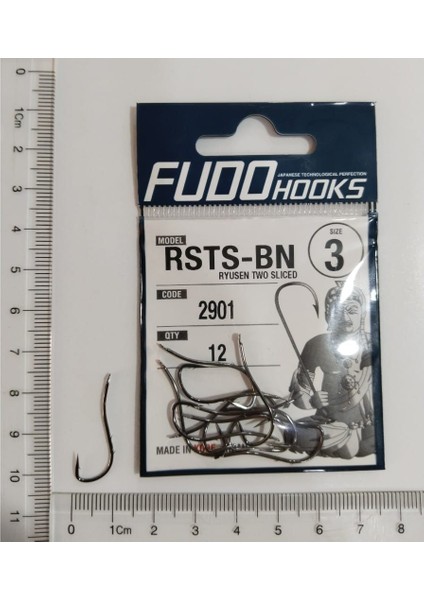 FUDO HOOKS
JAPANESE TECHNOLOGICAL PERFECTION
MODEL
RSTS-BN
RYUSEN TWO SLICED
SIZE
3
CODE
2901
QTY
12
MADE IN
0
1Cm
2
3
4
5
6
7
8
9
10
11
0 1Cm 2 3 4 5 6 7 8